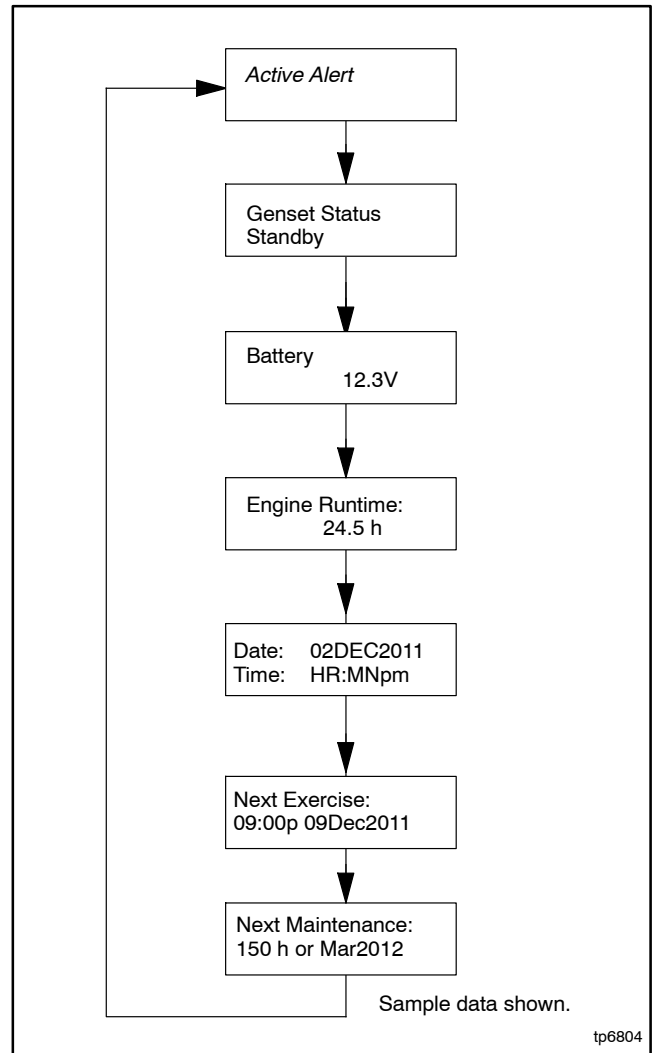 Active Alert
Genset Status
Standby
Battery
12.3V
Engine Runtime:
24.5 h
Date: 02DEC2011
Time: HR:MNpm
Next Exercise:
09:00p 09Dec2011
Next Maintenance:
150 h or Mar2012
Sample data shown.
tp6804